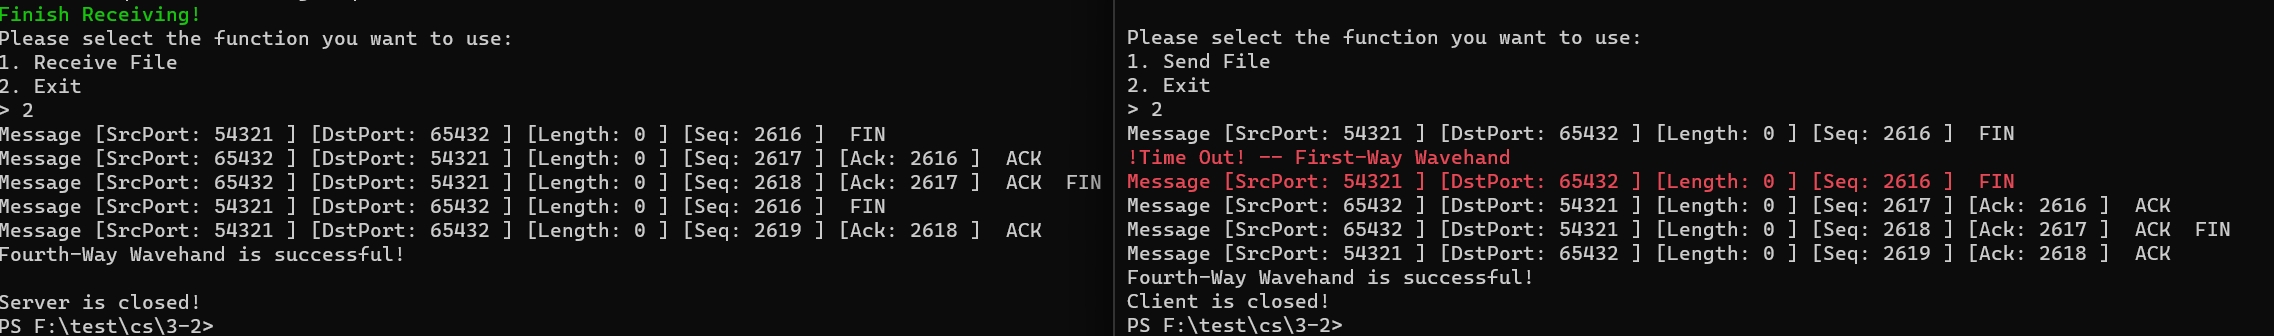 Finish Receiving!
Please select the function you want to use:
1. Receive File
2. Exit
> 2
Message [SrcPort: 54321 ] [DstPort: 65432 ] [Length: 0 ] [Seq: 2616 ]  FIN
Message [SrcPort: 65432 ] [DstPort: 54321 ] [Length: 0 ] [Seq: 2617 ] [Ack: 2616 ]  ACK
Message [SrcPort: 65432 ] [DstPort: 54321 ] [Length: 0 ] [Seq: 2618 ] [Ack: 2617 ]  ACK  FIN
Message [SrcPort: 54321 ] [DstPort: 65432 ] [Length: 0 ] [Seq: 2616 ]  FIN
Message [SrcPort: 54321 ] [DstPort: 65432 ] [Length: 0 ] [Seq: 2619 ] [Ack: 2618 ]  ACK
Fourth-Way Wavehand is successful!
Server is closed!
PS F:\test\cs\3-2>
Please select the function you want to use:
1. Send File
2. Exit
> 2
Message [SrcPort: 54321 ] [DstPort: 65432 ] [Length: 0 ] [Seq: 2616 ]  FIN
!Time Out! -- First-Way Wavehand
Message [SrcPort: 54321 ] [DstPort: 65432 ] [Length: 0 ] [Seq: 2616 ]  FIN
Message [SrcPort: 65432 ] [DstPort: 54321 ] [Length: 0 ] [Seq: 2617 ] [Ack: 2616 ]  ACK
Message [SrcPort: 65432 ] [DstPort: 54321 ] [Length: 0 ] [Seq: 2618 ] [Ack: 2617 ]  ACK  FIN
Message [SrcPort: 54321 ] [DstPort: 65432 ] [Length: 0 ] [Seq: 2619 ] [Ack: 2618 ]  ACK
Fourth-Way Wavehand is successful!
Client is closed!
PS F:\test\cs\3-2>